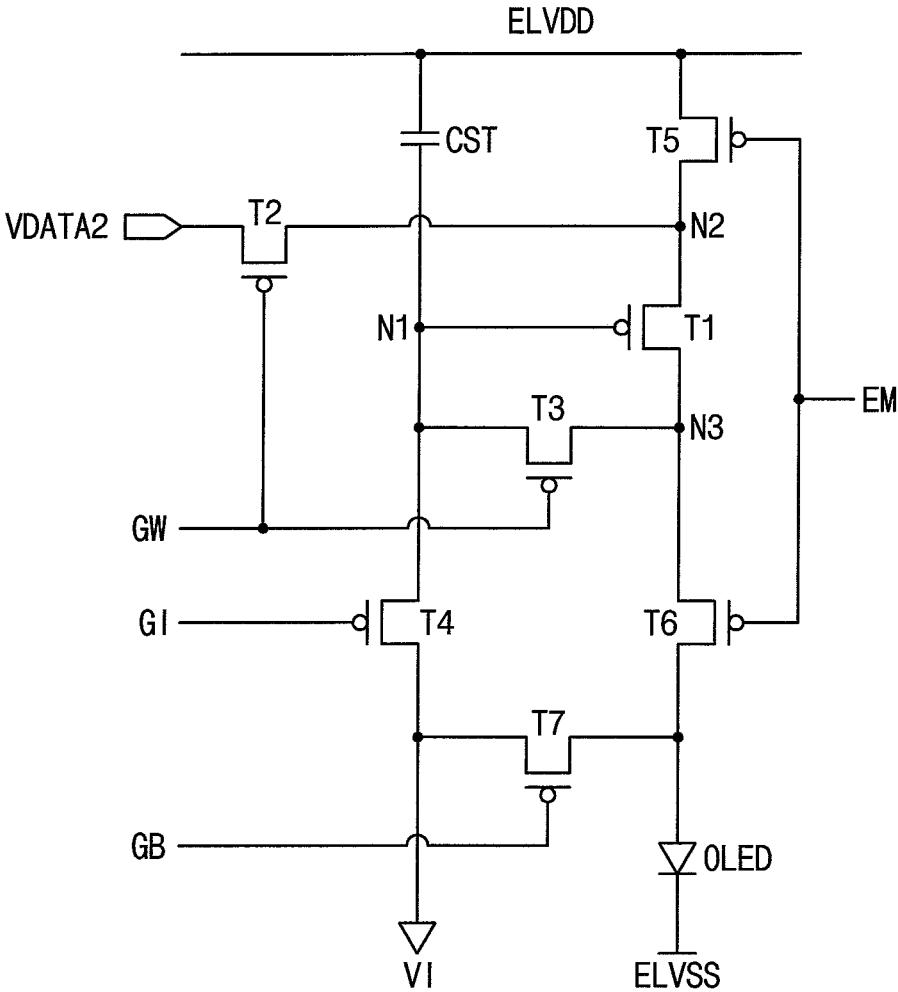 ELVDD
CST
T5
VDATA2
T2
N2
N1
T1
EM
T3
N3
GW
GI
T4
T6
T7
GB
OLED
VI
ELVSS